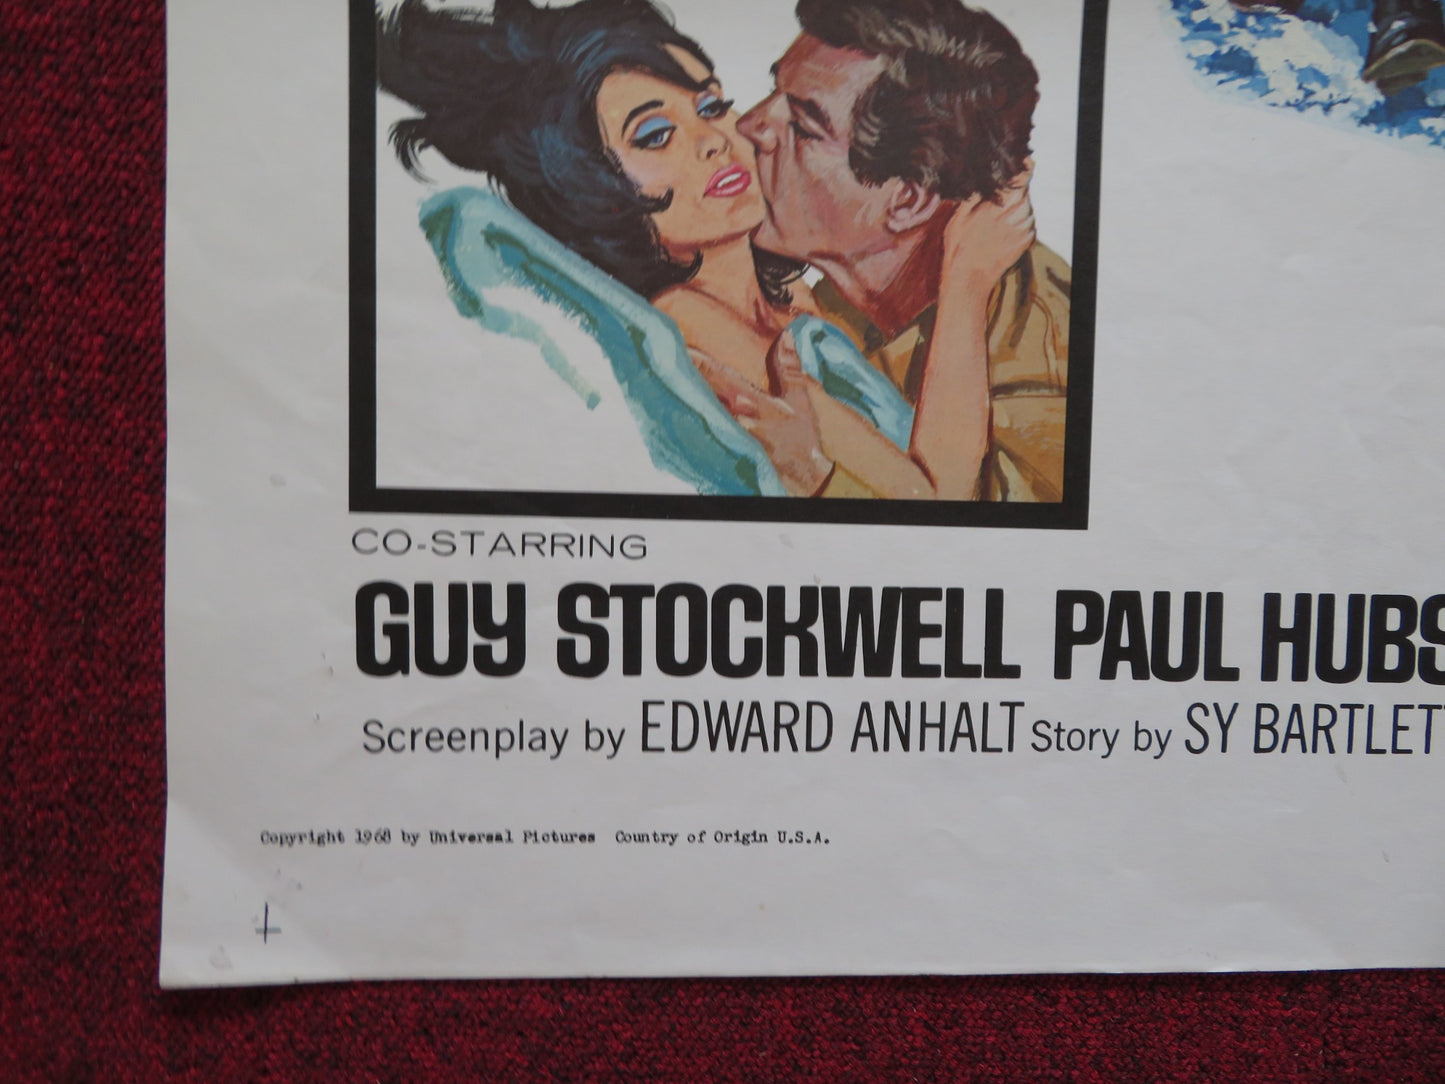 CO-STARRING
GUY STOCKWELL PAUL HUBS
Screenplay by EDWARD ANHALT Story by SY BARTLET
Copyright 1968 by Universal Pictures Country of Origin U.S.A.